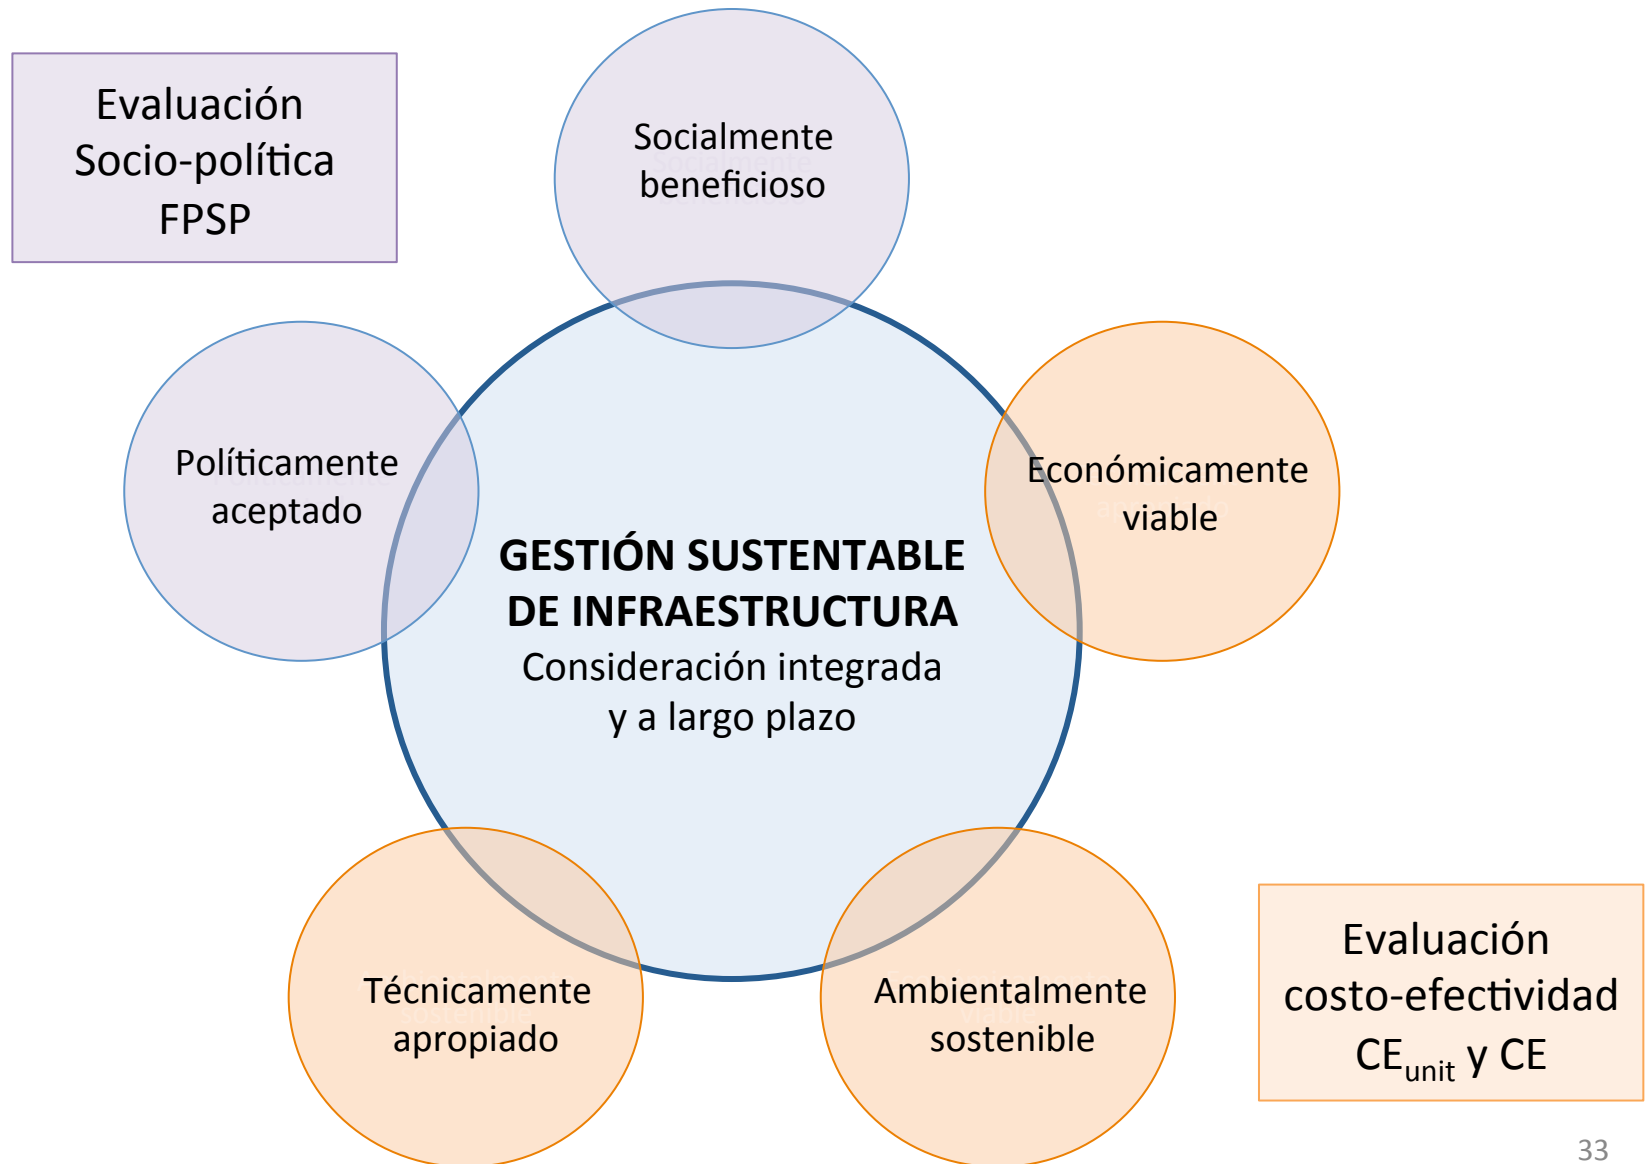 Evaluación
Socio-política
FPSP
Socialmente
beneficioso
Políticamente
aceptado
Económicamente
viable
GESTIÓN SUSTENTABLE
DE INFRAESTRUCTURA
Consideración integrada
y a largo plazo
Técnicamente
apropiado
Ambientalmente
sostenible
Evaluación
costo-efectividad
CEunit y CE
33